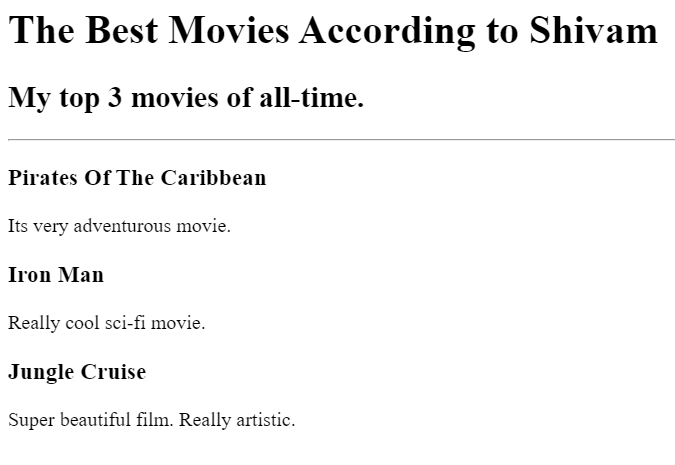 The Best Movies According to Shivam
My top 3 movies of all-time.
Pirates Of The Caribbean
Its very adventurous movie.
Iron Man
Really cool sci-fi movie.
Jungle Cruise
Super beautiful film. Really artistic.